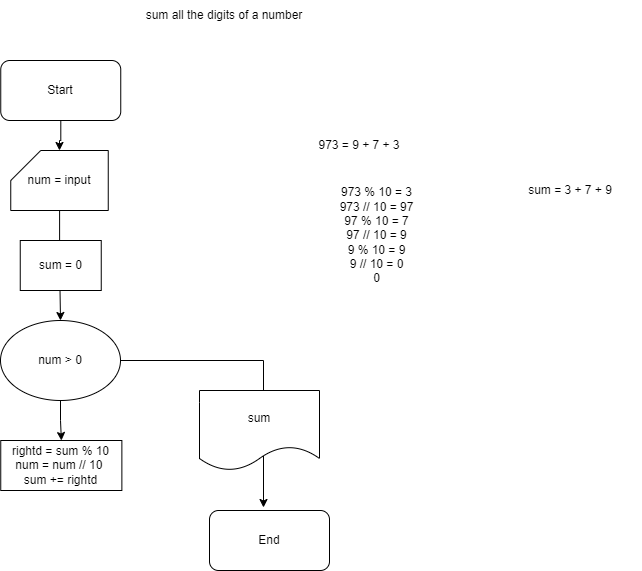 sum all the digits of a number
Start
num = input
sum = 0
num > 0
rightd = sum % 10
num = num // 10
sum += rightd
sum
End
973 = 9 + 7 + 3
973 % 10 = 3
973 // 10 = 97
97 % 10 = 7
97 // 10 = 9
9 % 10 = 9
9 // 10 = 0
0
sum = 3 + 7 + 9